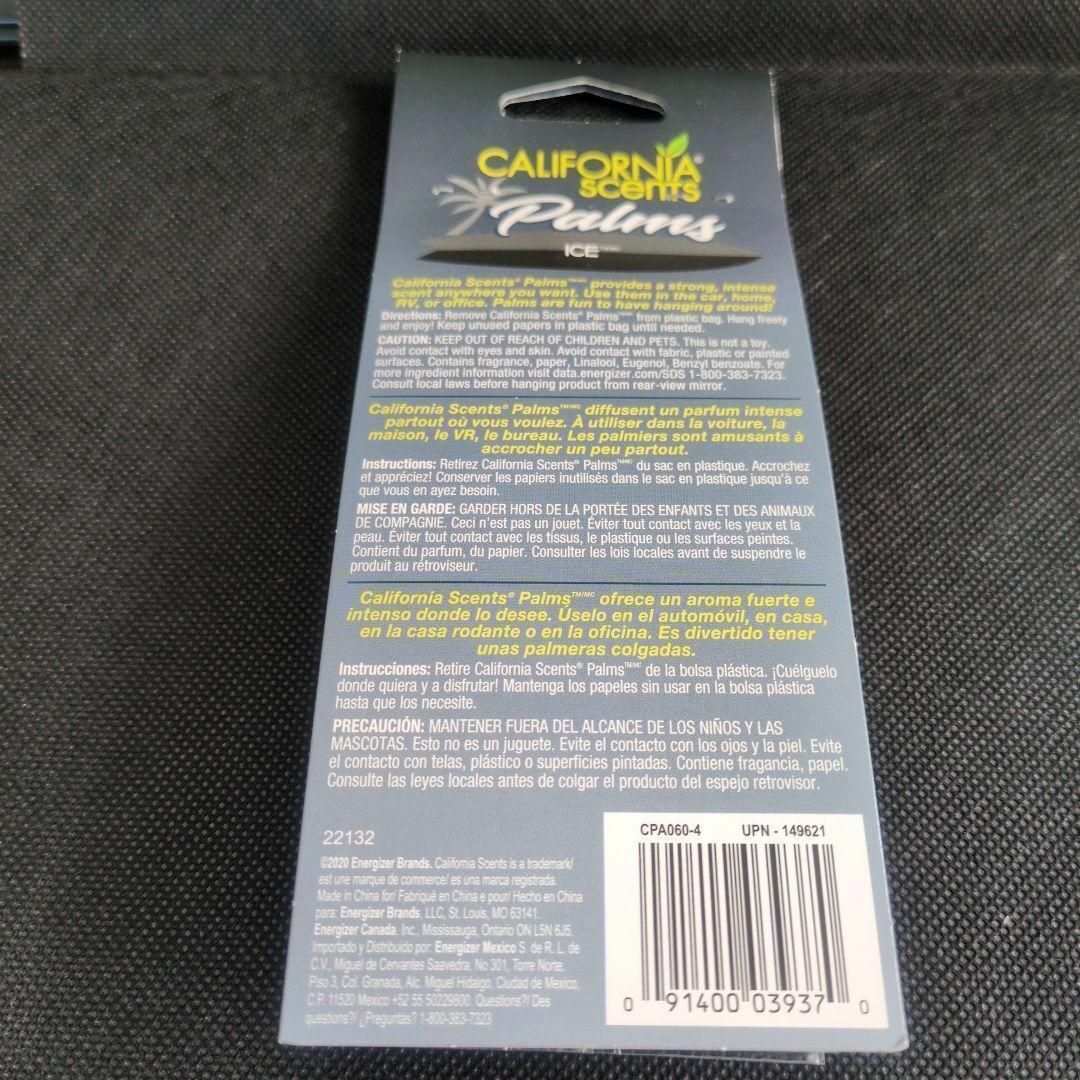 CALIFORNIA®
scents
Palms
ICE™/MC
California Scents® Palms™/MC provides a strong, intense
scent anywhere you want. Use them in the car, home,
RV, or office. Palms are fun to have hanging around!
Directions: Remove California Scents® Palms™/MC from plastic bag. Hang freely
and enjoy! Keep unused papers in plastic bag until needed.
CAUTION: KEEP OUT OF REACH OF CHILDREN AND PETS. This is not a toy.
Avoid contact with eyes and skin. Avoid contact with fabric, plastic or painted
surfaces. Contains fragrance, paper, Linalool, Eugenol, Benzyl benzoate. For
more ingredient information visit data.energizer.com/SDS 1-800-383-7323.
Consult local laws before hanging product from rear-view mirror.
California Scents® Palms™/MC diffusent un parfum intense
partout où vous voulez. À utiliser dans la voiture, la
maison, le VR, le bureau. Les palmiers sont amusants à
accrocher un peu partout.
Instructions: Retirez California Scents® Palms™/MC du sac en plastique. Accrochez
et appréciez! Conserver les papiers inutilisés dans le sac en plastique jusqu'à ce
que vous en ayez besoin.
MISE EN GARDE: GARDER HORS DE LA PORTÉE DES ENFANTS ET DES ANIMAUX
DE COMPAGNIE. Ceci n'est pas un jouet. Éviter tout contact avec les yeux et la
peau. Éviter tout contact avec les tissus, le plastique ou les surfaces peintes.
Contient du parfum, du papier. Consulter les lois locales avant de suspendre le
produit au rétroviseur.
California Scents® Palms™/MC ofrece un aroma fuerte e
intenso donde lo desee. Úselo en el automóvil, en casa,
en la casa rodante o en la oficina. Es divertido tener
unas palmeras colgadas.
Instrucciones: Retire California Scents® Palms™/MC de la bolsa plástica. ¡Cuélguelo
donde quiera y a disfrutar! Mantenga los papeles sin usar en la bolsa plástica
hasta que los necesite.
PRECAUCIÓN: MANTENER FUERA DEL ALCANCE DE LOS NIÑOS Y LAS
MASCOTAS. Esto no es un juguete. Evite el contacto con los ojos y la piel. Evite
el contacto con telas, plástico o superficies pintadas. Contiene fragancia, papel.
Consulte las leyes locales antes de colgar el producto del espejo retrovisor.
22132
©2020 Energizer Brands. California Scents is a trademark/
est une marque de commerce/ es una marca registrada.
Made in China for/ Fabriqué en China e pour/ Hecho en China
para: Energizer Brands, LLC, St. Louis, MO 63141.
Energizer Canada, Inc., Mississauga, Ontario ON L5N 6J5.
Importado y Distribuido por: Energizer Mexico S. de R. L. de
C.V., Miguel de Cervantes Saavedra, No 301, Torre Norte,
Piso 3, Col. Granada, Alc. Miguel Hidalgo, Ciudad de Mexico,
C.P. 11520 Mexico +52 55 50229800. Questions?/ Des
questions?/ ¿Preguntas? 1-800-383-7323
CPA060-4 UPN - 149621
0 91400 03937 0